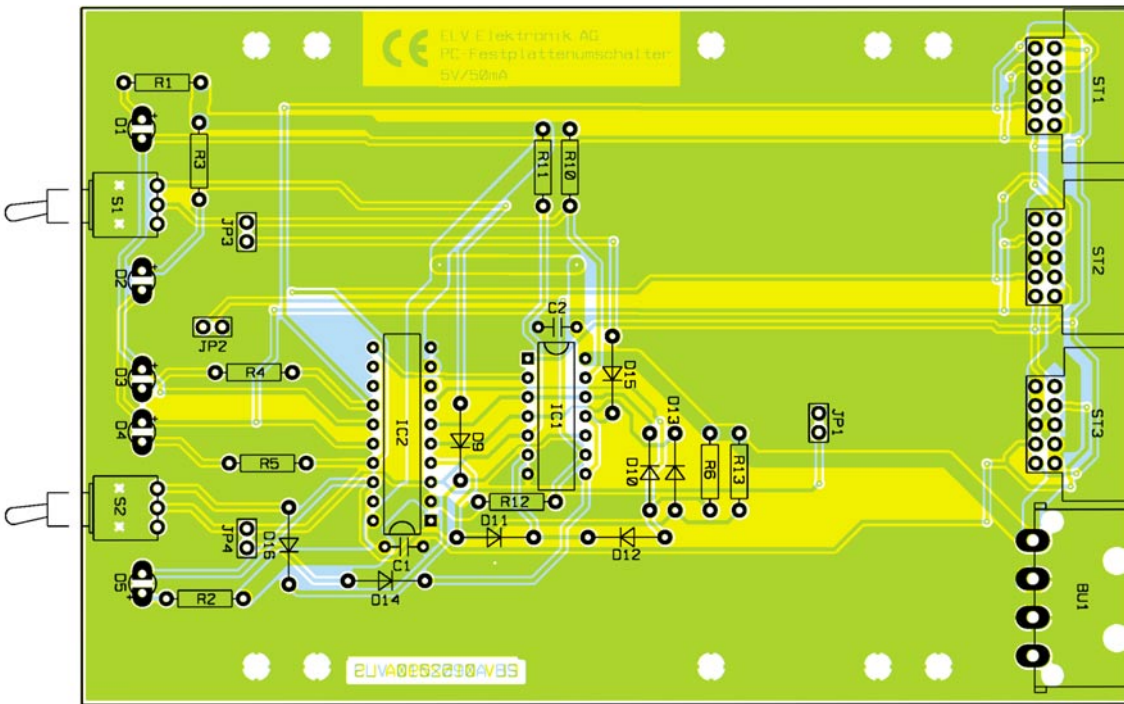 CE
ELV Elektronik AG
PC-Festplattenumschalter
5V/50mA
R1
ST1
D1
R3
R11
R10
S1
JP3
ST2
D2
C2
JP2
D3
R4
D15
IC1
IC2
D13
JP1
ST3
D4
D9
R5
D10
R6
R13
R12
S2
D11
JP4
D16
D12
C1
D5
D14
R2
BU1